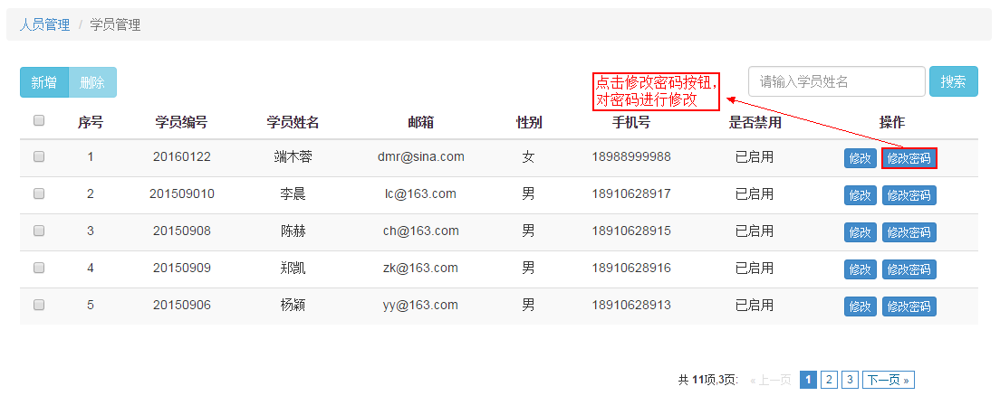 人员管理 / 学员管理
新增 删除 请输入学员姓名 搜索
点击修改密码按钮，
对密码进行修改
序号 学员编号 学员姓名 邮箱 性别 手机号 是否禁用 操作
1 20160122 端木蓉 dmr@sina.com 女 18988999988 已启用 修改 修改密码
2 201509010 李晨 lc@163.com 男 18910628917 已启用 修改 修改密码
3 20150908 陈赫 ch@163.com 男 18910628915 已启用 修改 修改密码
4 20150909 郑凯 zk@163.com 男 18910628916 已启用 修改 修改密码
5 20150906 杨颖 yy@163.com 男 18910628913 已启用 修改 修改密码
共 11项,3页: « 上一页 1 2 3 下一页 »